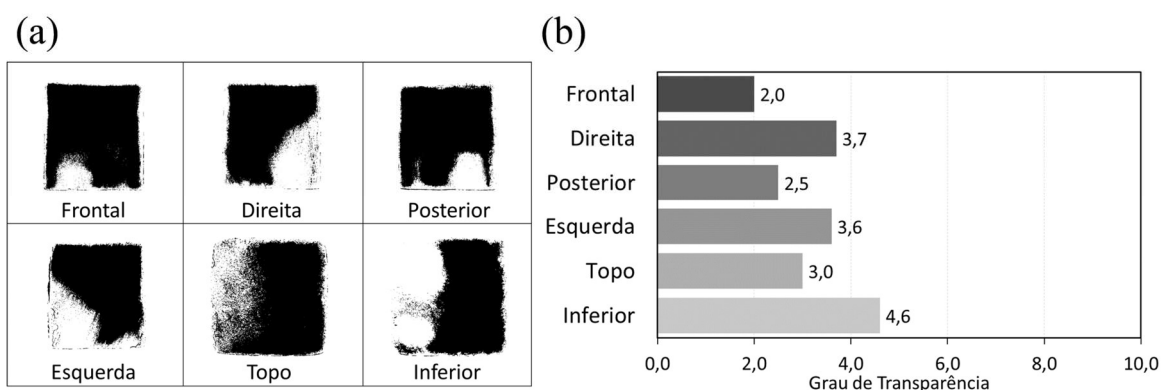 (a)
Frontal
Direita
Posterior
Esquerda
Topo
Inferior
(b)
Frontal
2,0
Direita
3,7
Posterior
2,5
Esquerda
3,6
Topo
3,0
Inferior
4,6
0,0 2,0 4,0 6,0 8,0 10,0
Grau de Transparência